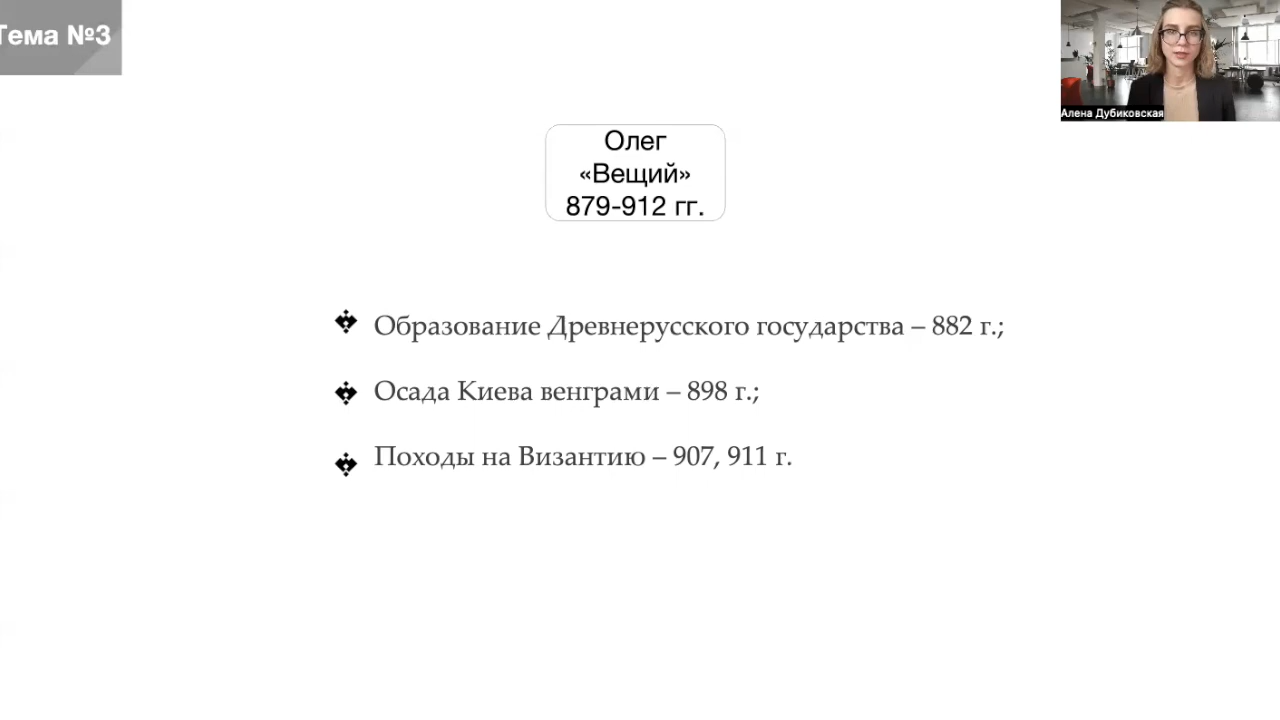 Тема №3
Алена Дубиковская
Олег
«Вещий»
879-912 гг.
Образование Древнерусского государства – 882 г.;
Осада Киева венграми – 898 г.;
Походы на Византию – 907, 911 г.